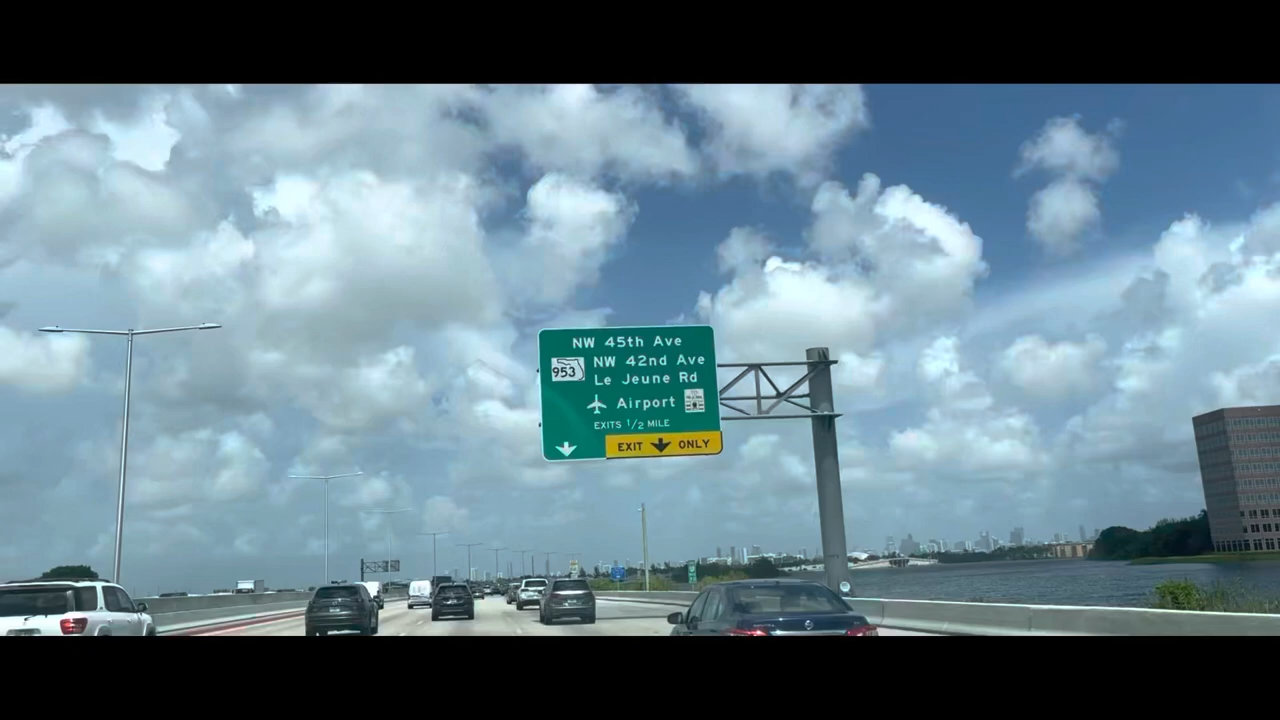 NW 45th Ave
953 NW 42nd Ave
Le Jeune Rd
Airport
EXITS 1/2 MILE
EXIT ONLY